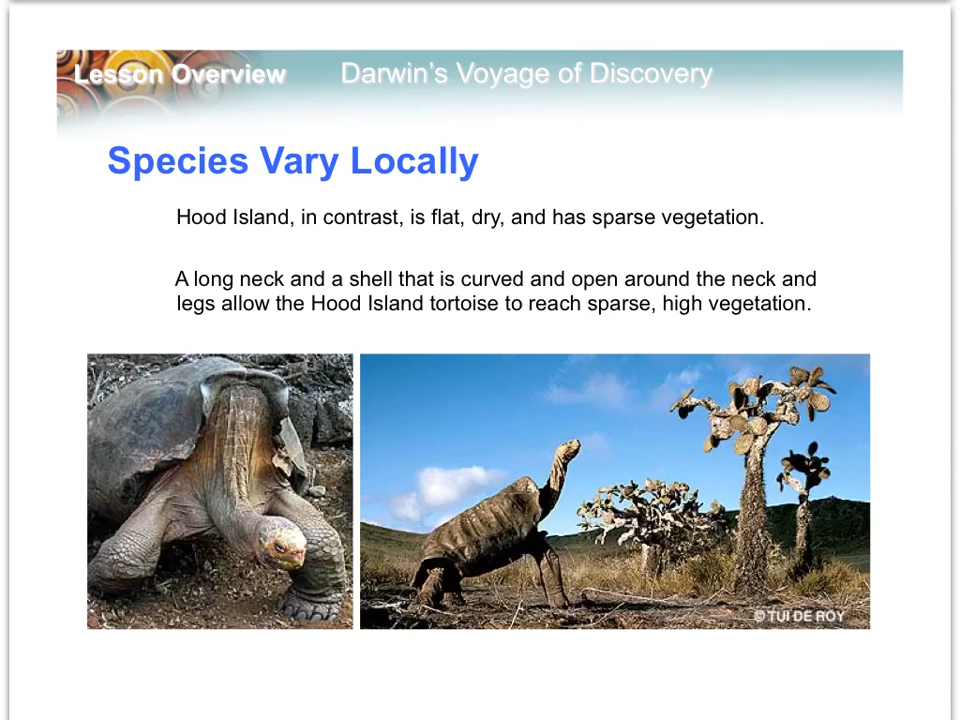 Lesson Overview Darwin's Voyage of Discovery
Species Vary Locally
Hood Island, in contrast, is flat, dry, and has sparse vegetation.
A long neck and a shell that is curved and open around the neck and
legs allow the Hood Island tortoise to reach sparse, high vegetation.
© TUI DE ROY